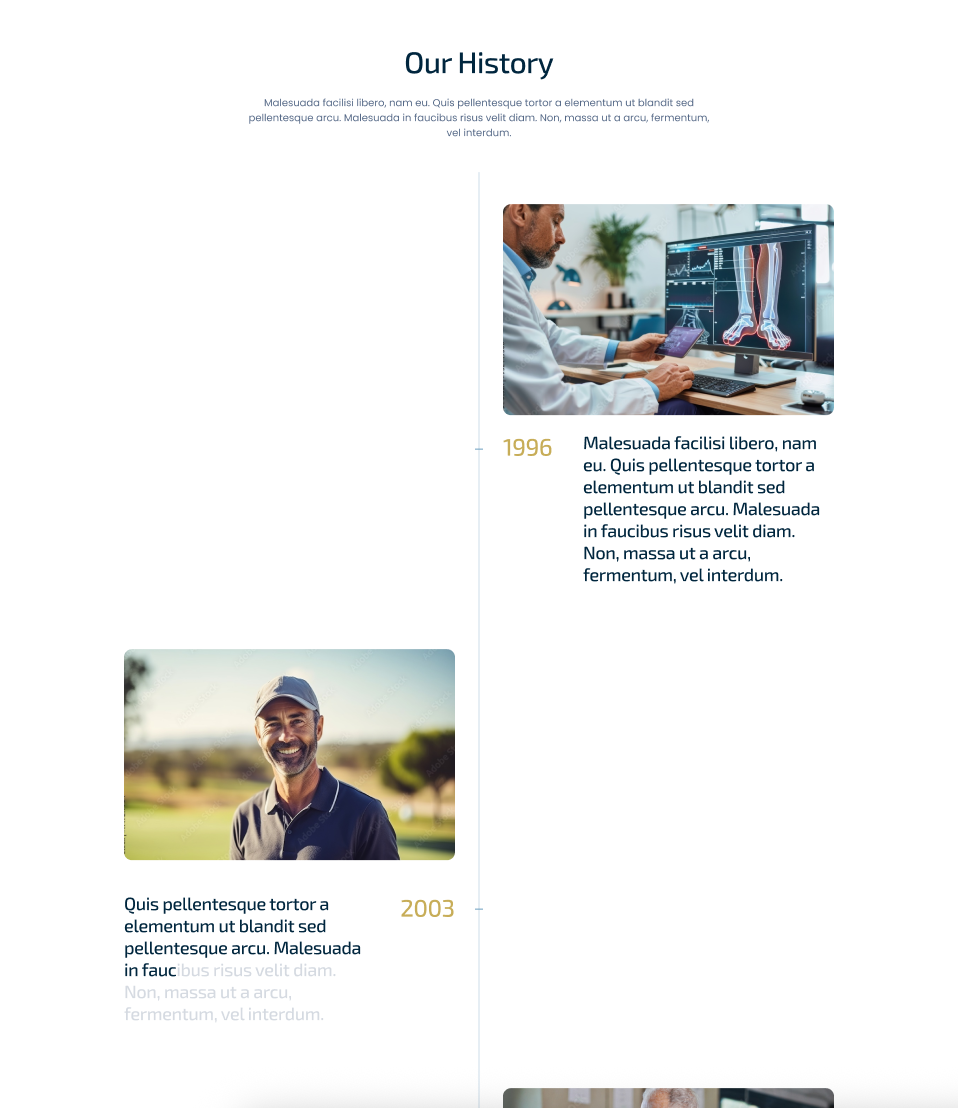 Our History
Malesuada facilisi libero, nam eu. Quis pellentesque tortor a elementum ut blandit sed
pellentesque arcu. Malesuada in faucibus risus velit diam. Non, massa ut a arcu, fermentum,
vel interdum.
1996
Malesuada facilisi libero, nam
eu. Quis pellentesque tortor a
elementum ut blandit sed
pellentesque arcu. Malesuada
in faucibus risus velit diam.
Non, massa ut a arcu,
fermentum, vel interdum.
Quis pellentesque tortor a
elementum ut blandit sed
pellentesque arcu. Malesuada
in faucibus risus velit diam.
Non, massa ut a arcu,
fermentum, vel interdum.
2003